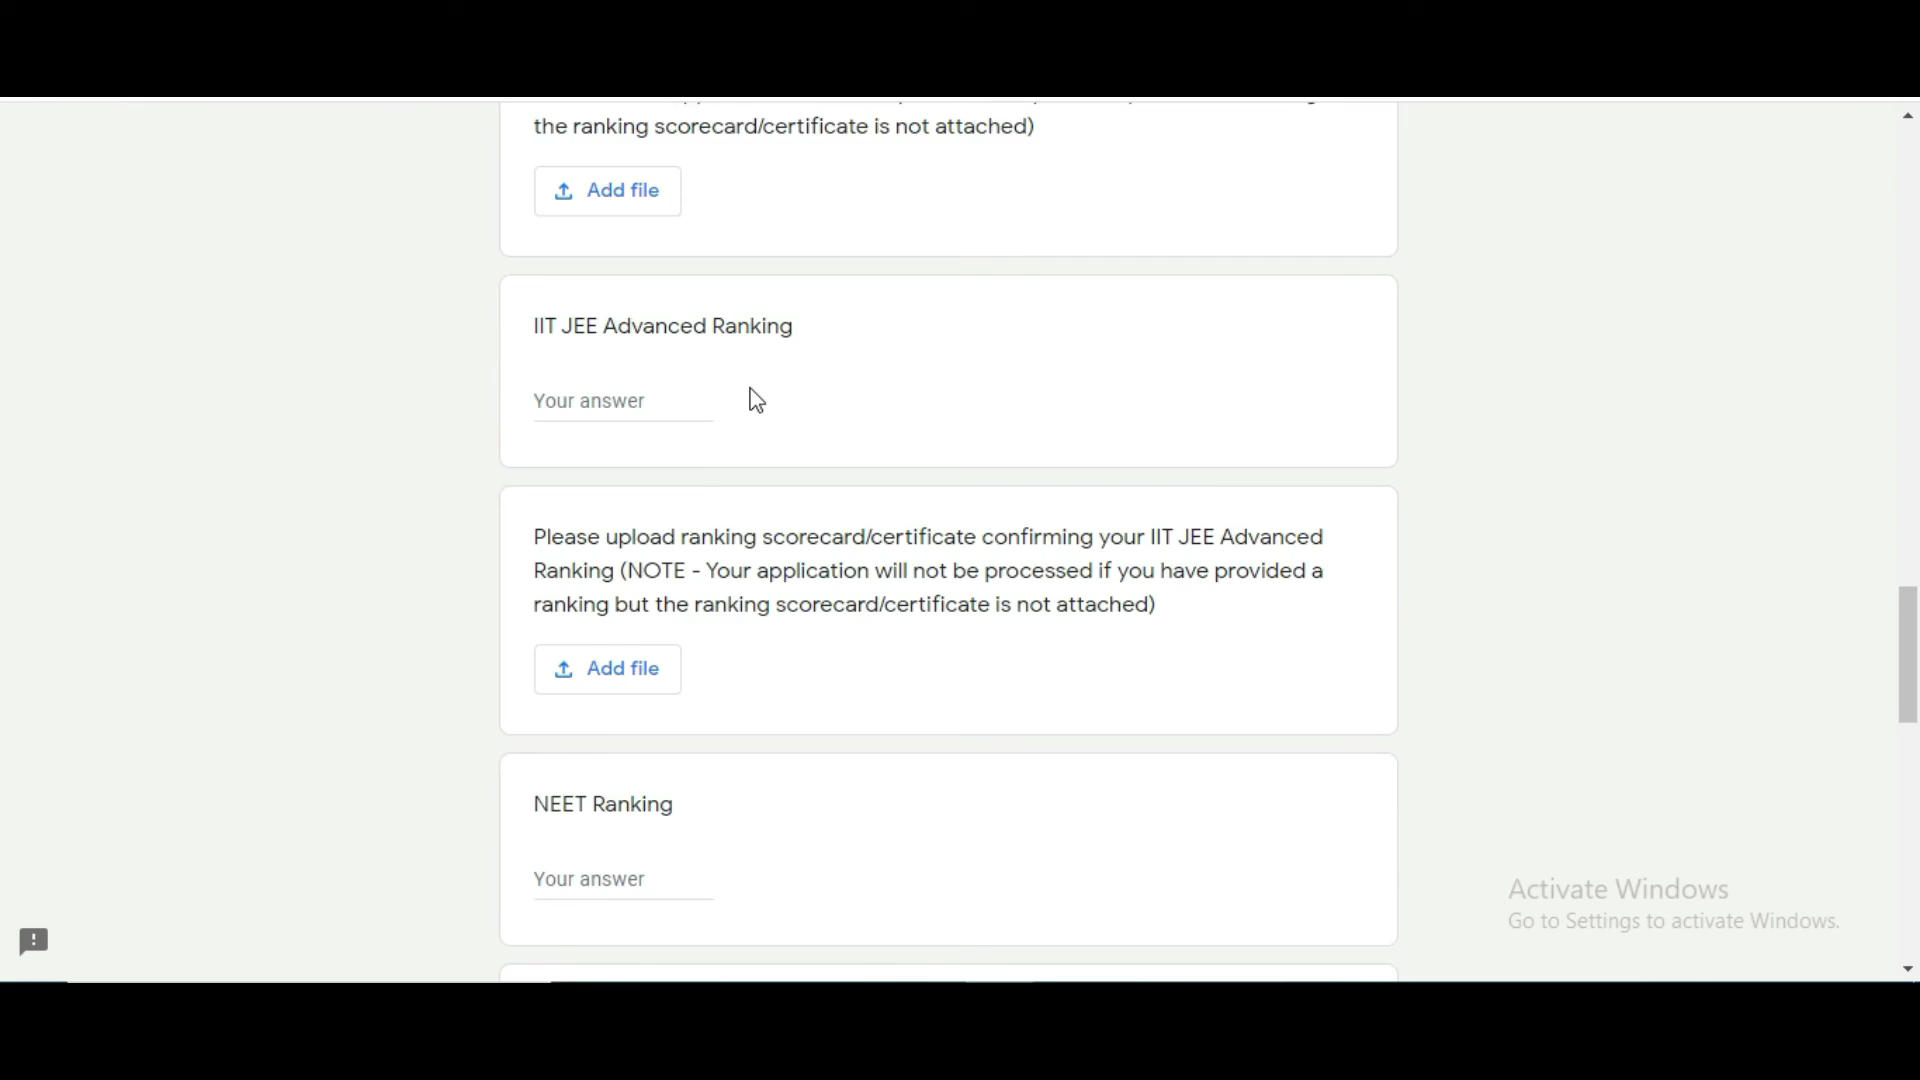 the ranking scorecard/certificate is not attached)
Add file
IIT JEE Advanced Ranking
Your answer
Please upload ranking scorecard/certificate confirming your IIT JEE Advanced
Ranking (NOTE - Your application will not be processed if you have provided a
ranking but the ranking scorecard/certificate is not attached)
Add file
NEET Ranking
Your answer
Activate Windows
Go to Settings to activate Windows.